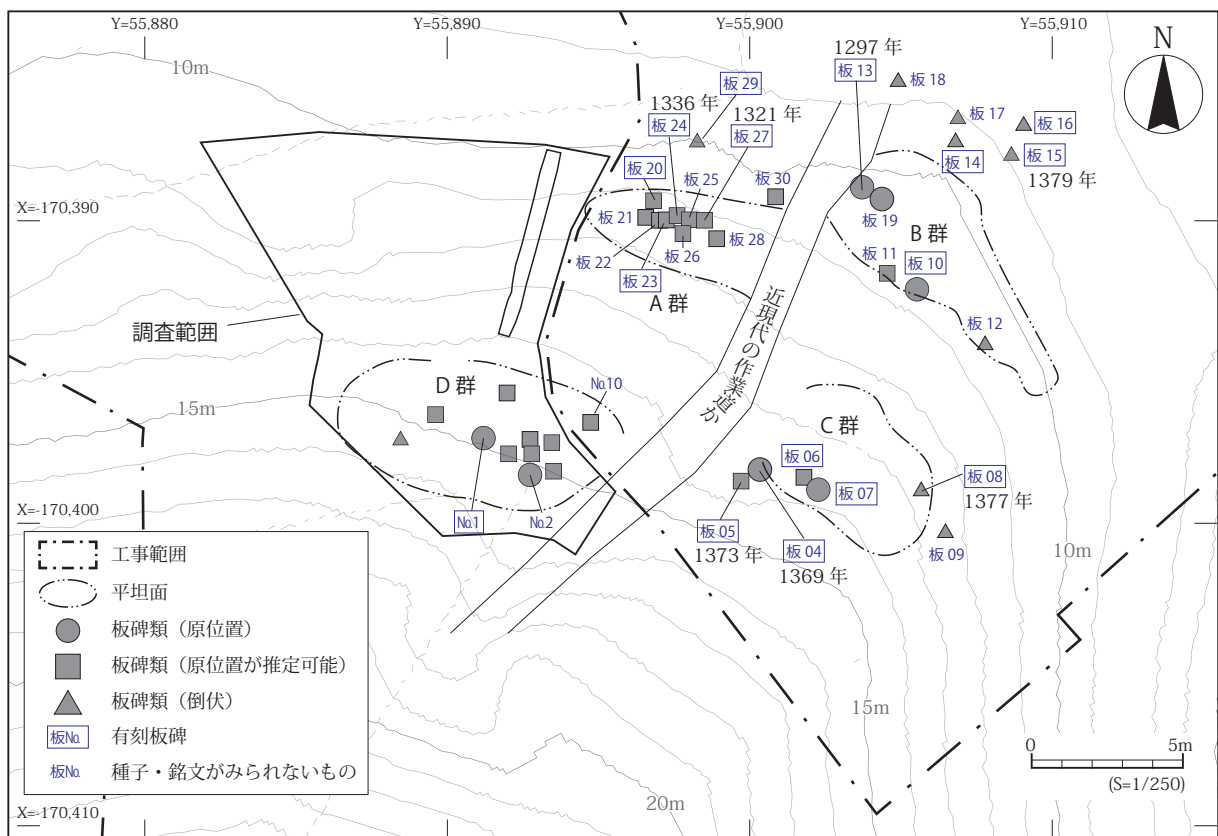 Y=55,880
Y=55,890
Y=55,900
Y=55,910
10m
1297 年
板 13
板 18
N
板 29
1336 年
1321 年
板 24
板 27
板 17
板 16
板 14
板 15
1379 年
板 20
板 25
板 30
X=-170,390
板 21
板 19
B 群
板 28
板 22
板 26
板 11
板 10
板 23
A 群
近現代の作業道か
調査範囲
板 12
D 群
№10
15m
C 群
板 06
板 08
板 07
1377 年
X=-170,400
№1
№2
板 05
板 04
板 09
1373 年
1369 年
10m
工事範囲
平坦面
板碑類（原位置）
板碑類（原位置が推定可能）
板碑類（倒伏）
板№ 有刻板碑
板№ 種子・銘文がみられないもの
15m
0 5m
(S=1/250)
20m
X=-170,410